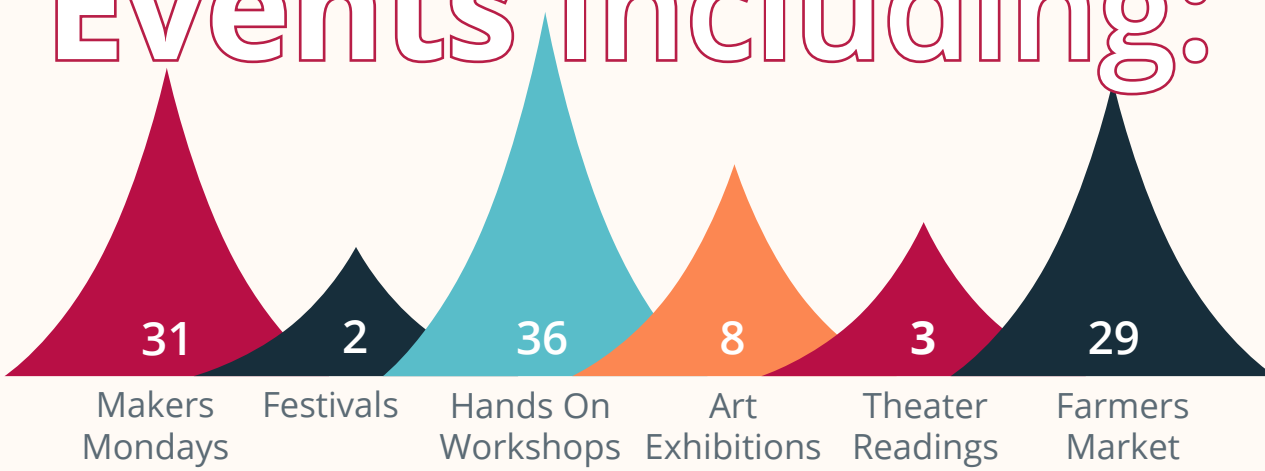 Events Including:
31 2 36 8 3 29
Makers Festivals Hands On Art Theater Farmers
Mondays Workshops Exhibitions Readings Market